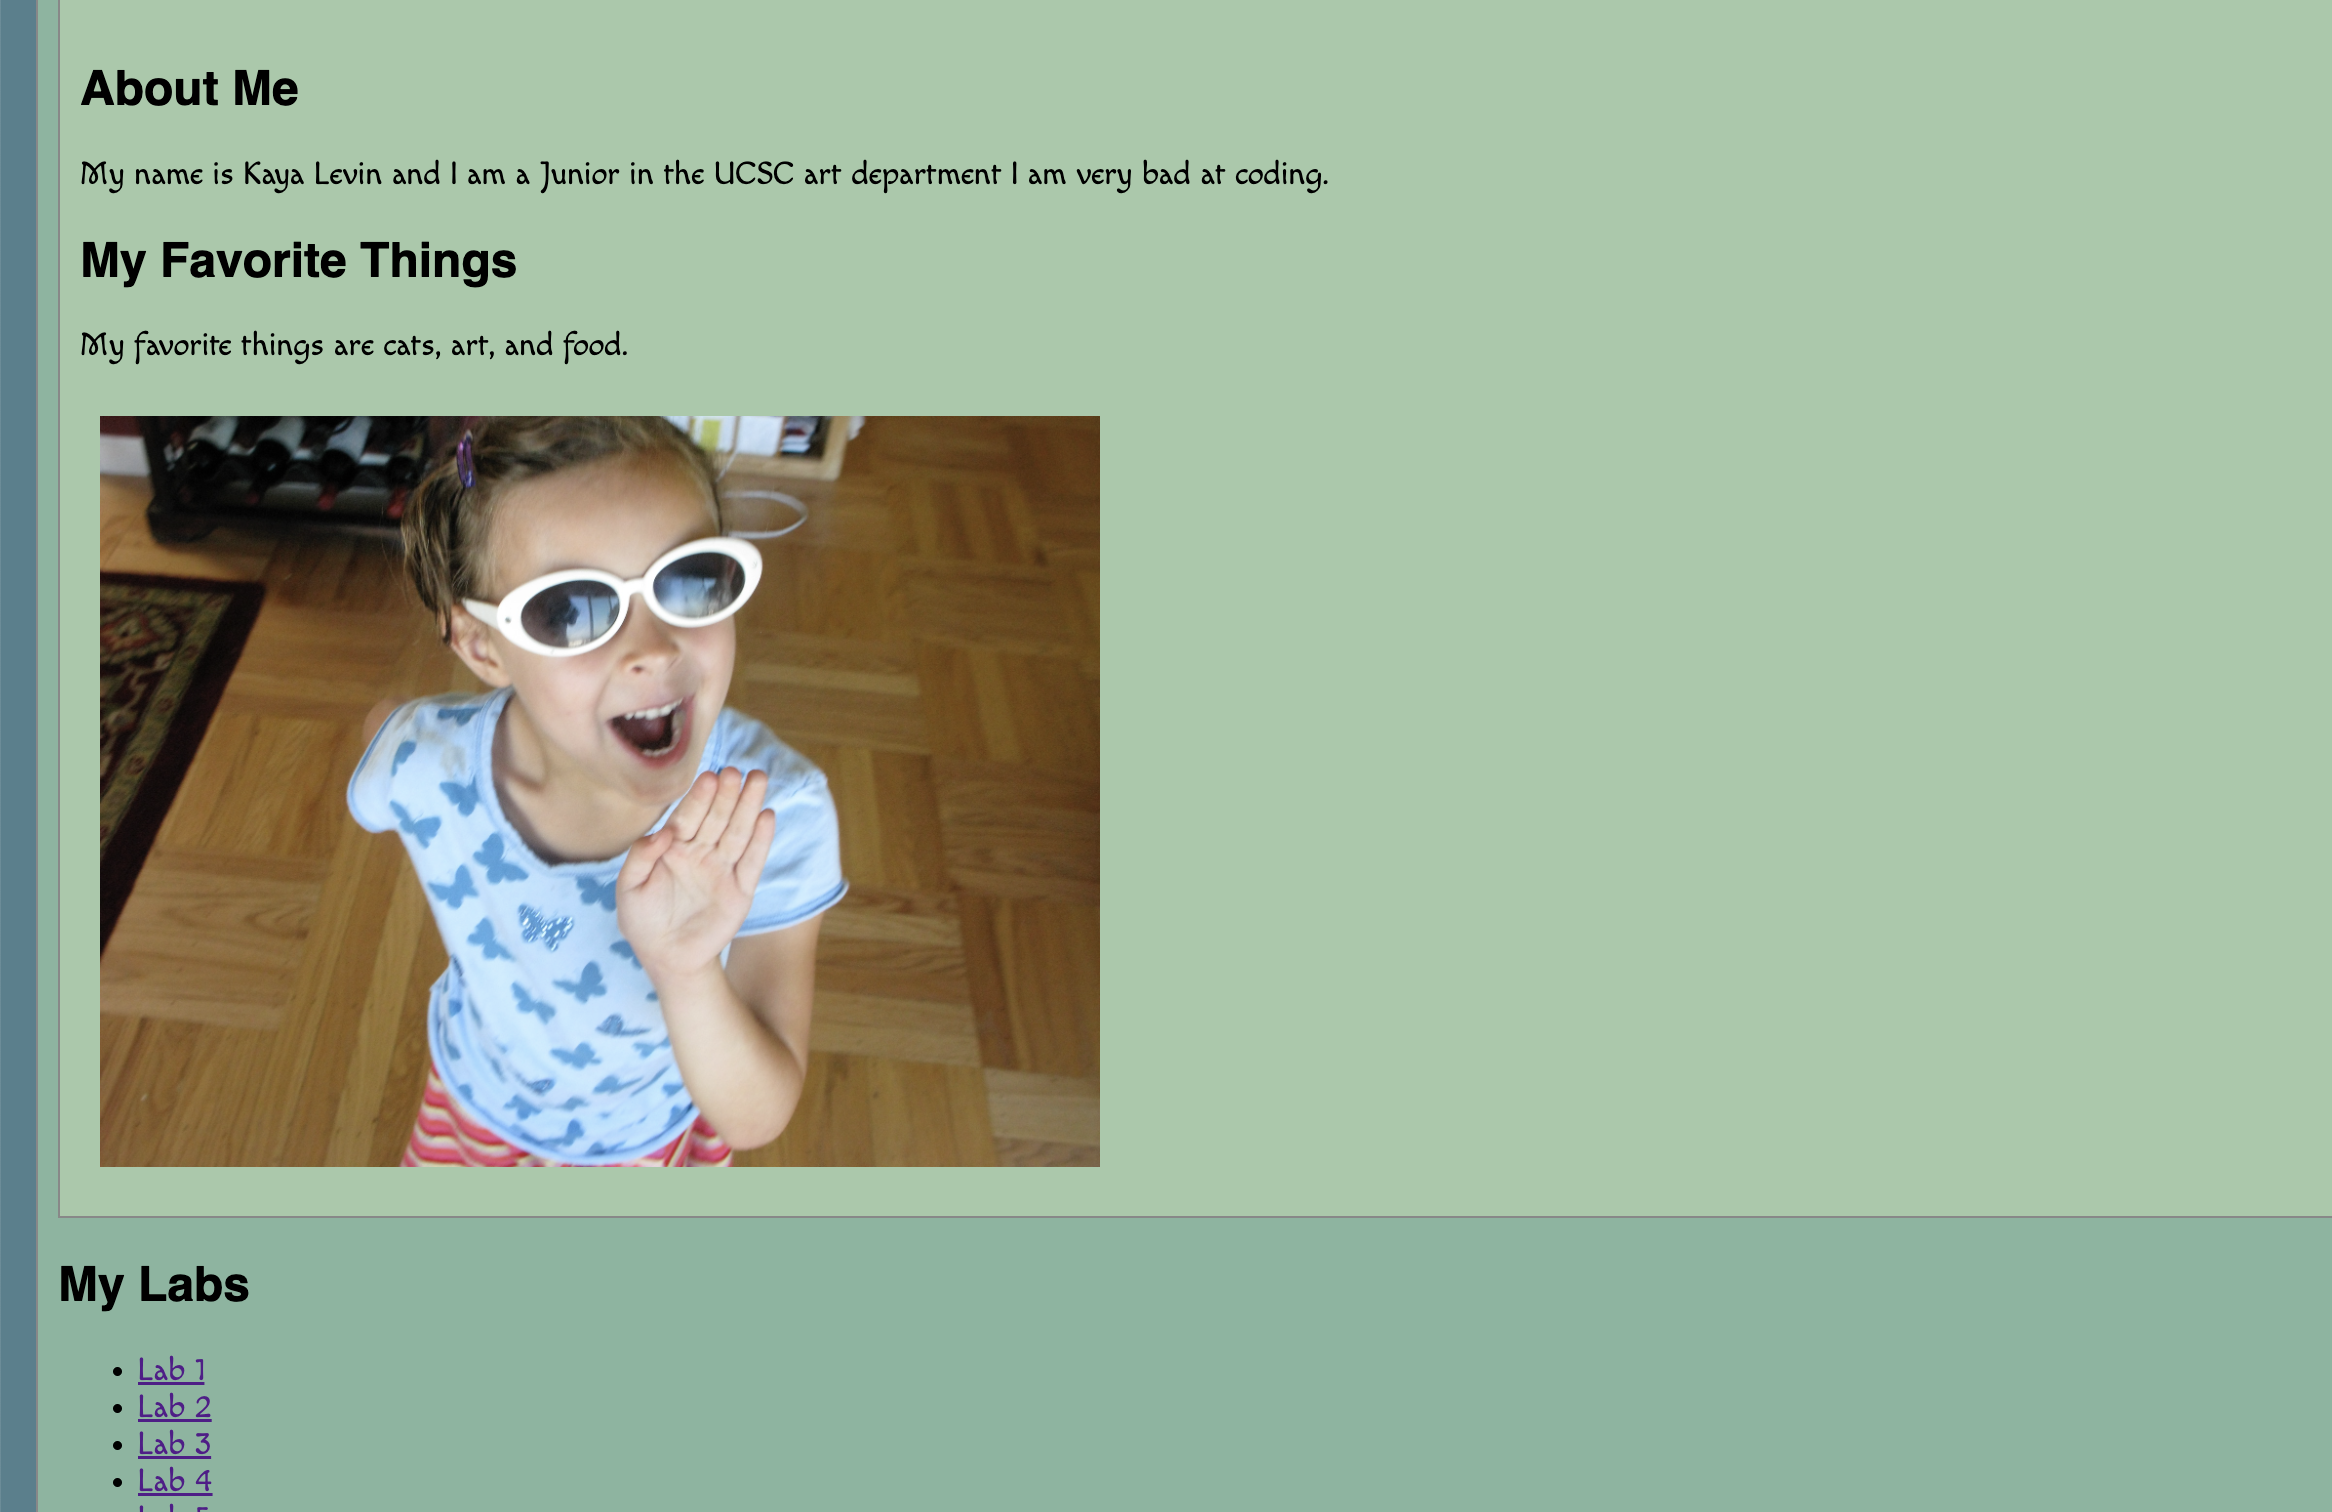 About Me
My name is Kaya Levin and I am a Junior in the UCSC art department I am very bad at coding.
My Favorite Things
My favorite things are cats, art, and food.
My Labs
Lab 1
Lab 2
Lab 3
Lab 4